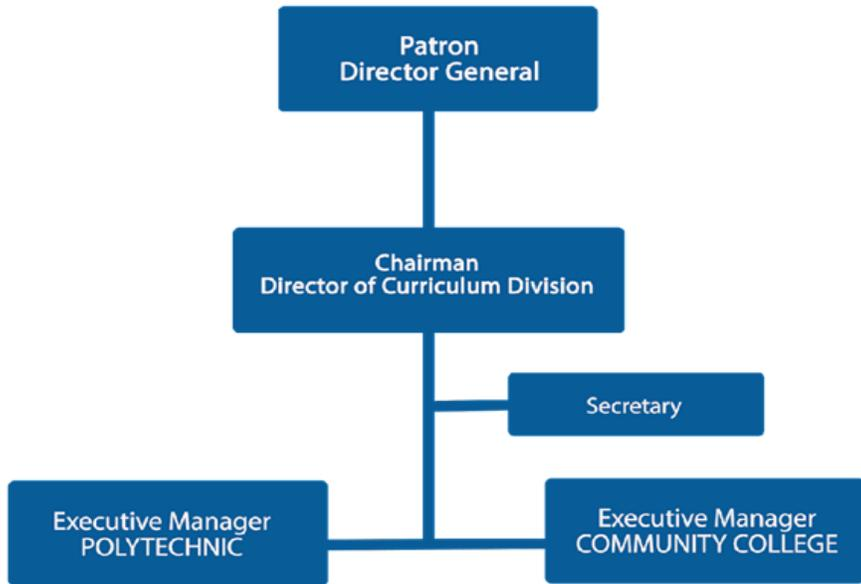 Patron
Director General
Chairman
Director of Curriculum Division
Secretary
Executive Manager
POLYTECHNIC
Executive Manager
COMMUNITY COLLEGE